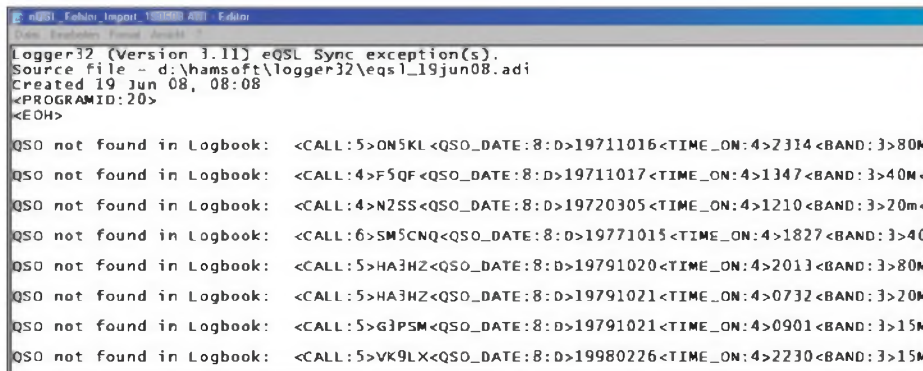 eQSL_Fehler_Import_ - Editor
Datei Bearbeiten Format Ansicht ?
Logger32 (Version 3.11) eQSL Sync exception(s).
Source file - d:\hamsoft\logger32\eqsl_19jun08.adi
Created 19 Jun 08, 08:08
<PROGRAMID:20>
<EOH>
QSO not found in Logbook: <CALL:5>ON5KL<QSO_DATE:8:D>19711016<TIME_ON:4>2314<BAND:3>80M
QSO not found in Logbook: <CALL:4>F5QF<QSO_DATE:8:D>19711017<TIME_ON:4>1347<BAND:3>40M<
QSO not found in Logbook: <CALL:4>N2SS<QSO_DATE:8:D>19720305<TIME_ON:4>1210<BAND:3>20m<
QSO not found in Logbook: <CALL:6>SM5CNQ<QSO_DATE:8:D>19771015<TIME_ON:4>1827<BAND:3>40
QSO not found in Logbook: <CALL:5>HA3HZ<QSO_DATE:8:D>19791020<TIME_ON:4>2013<BAND:3>80M
QSO not found in Logbook: <CALL:5>HA3HZ<QSO_DATE:8:D>19791021<TIME_ON:4>0732<BAND:3>20M
QSO not found in Logbook: <CALL:5>G3PSM<QSO_DATE:8:D>19791021<TIME_ON:4>0901<BAND:3>15M
QSO not found in Logbook: <CALL:5>VK9LX<QSO_DATE:8:D>19980226<TIME_ON:4>2230<BAND:3>15M